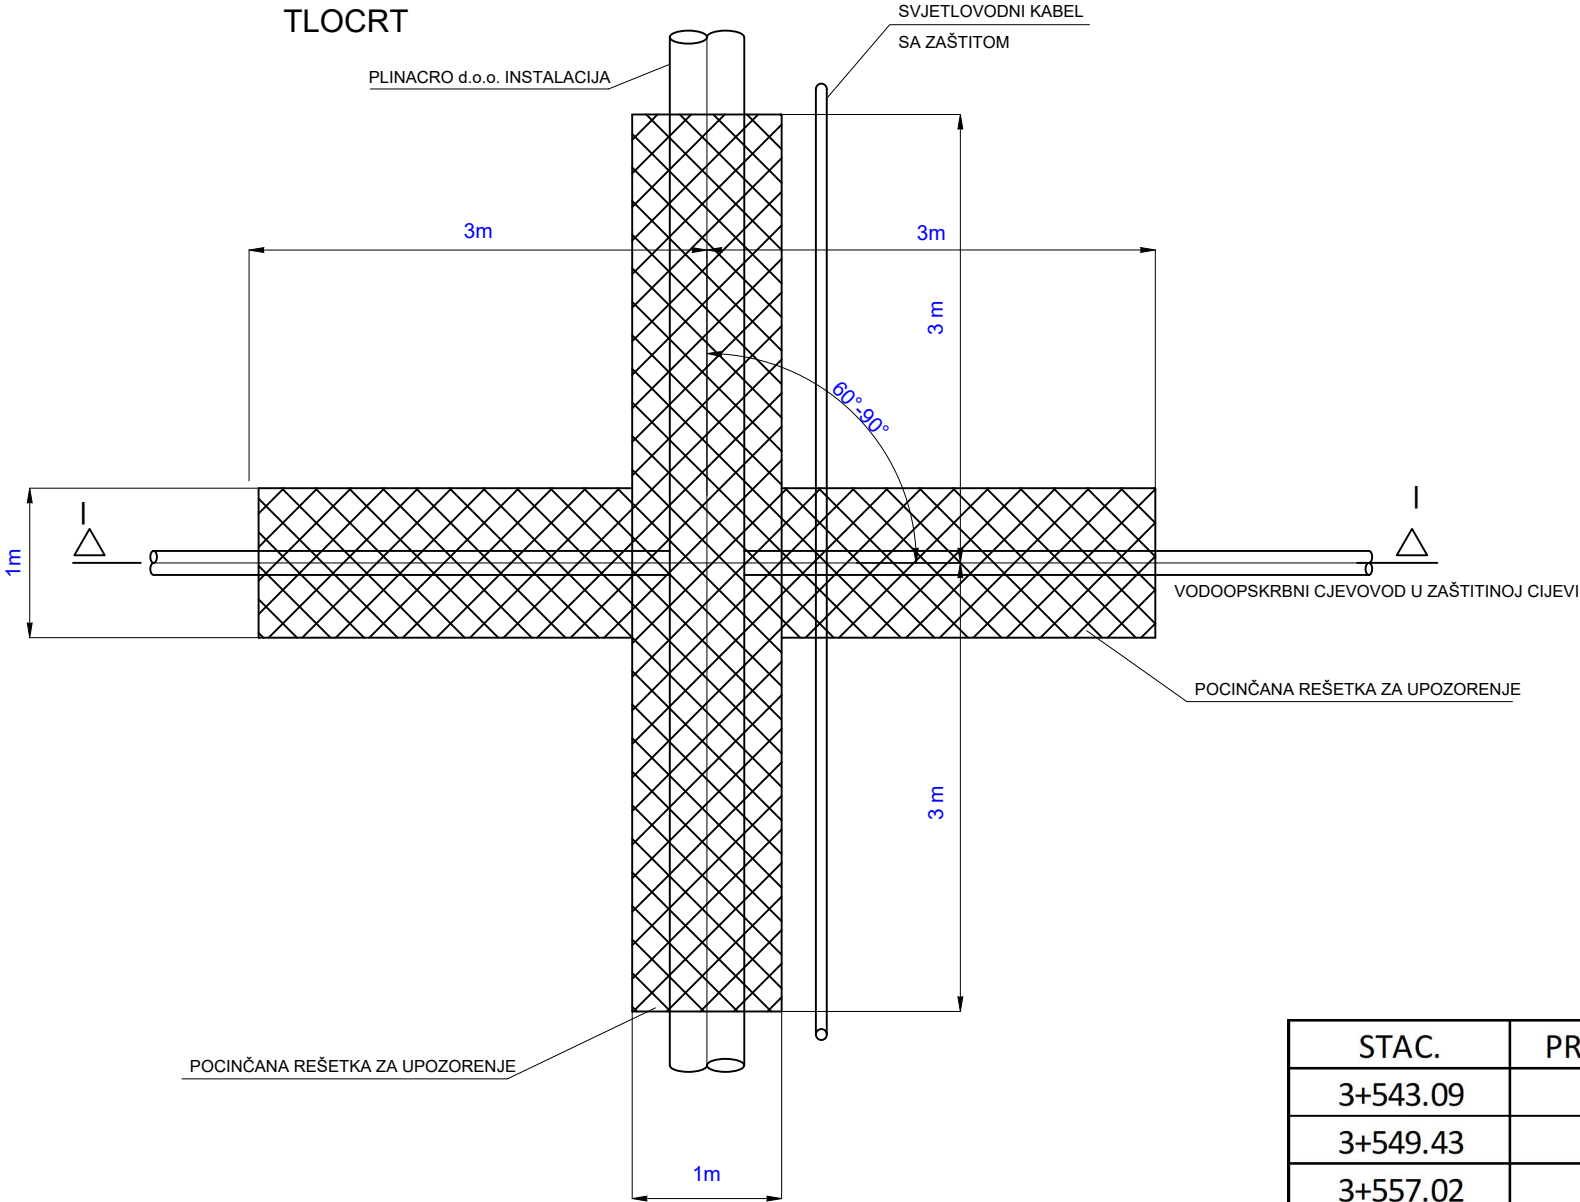 TLOCRT
SVJETLOVODNI KABEL
SA ZAŠTITOM
PLINACRO d.o.o. INSTALACIJA
3m
3m
3 m
60°-90°
I
I
1m
VODOOPSKRBNI CJEVOVOD U ZAŠTITINOJ CIJEVI
POCINČANA REŠETKA ZA UPOZORENJE
3 m
POCINČANA REŠETKA ZA UPOZORENJE
1m
STAC. PR
3+543.09
3+549.43
3+557.02